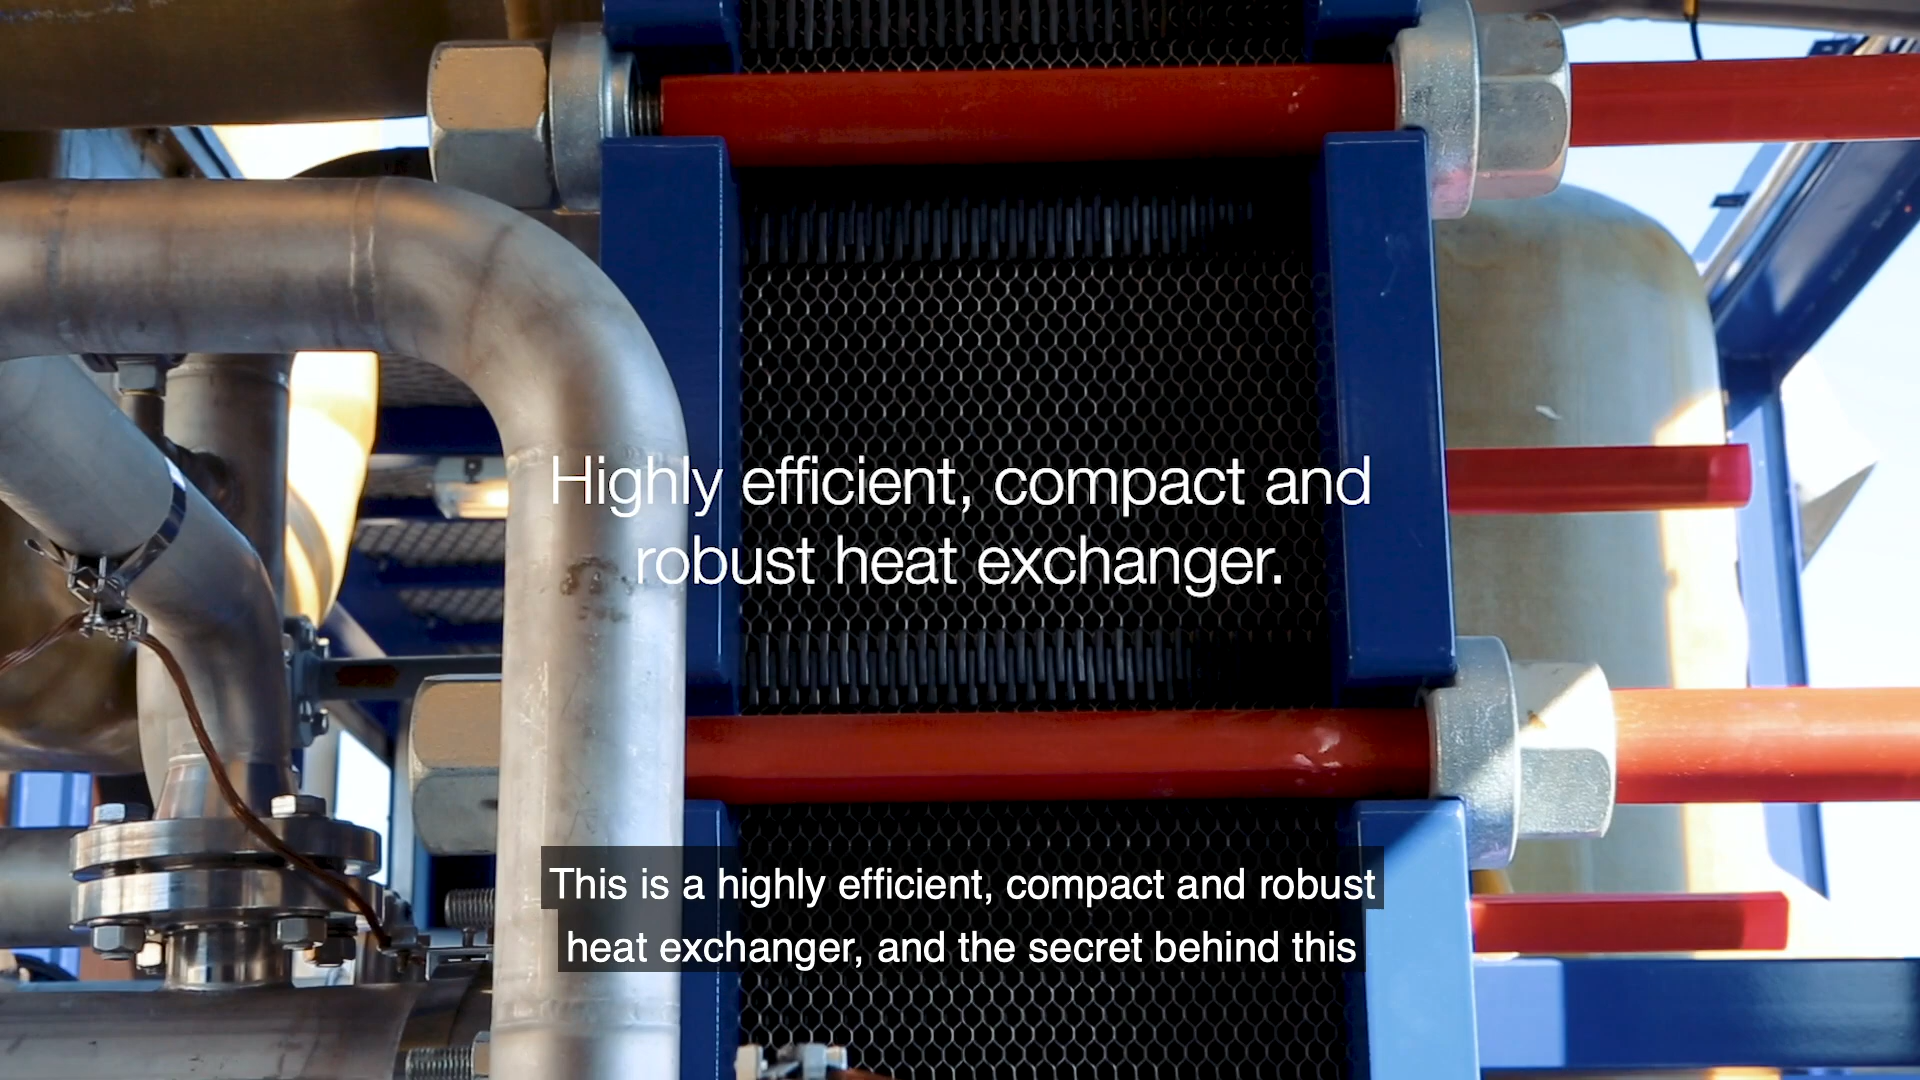 Highly efficient, compact and
robust heat exchanger.
This is a highly efficient, compact and robust
heat exchanger, and the secret behind this